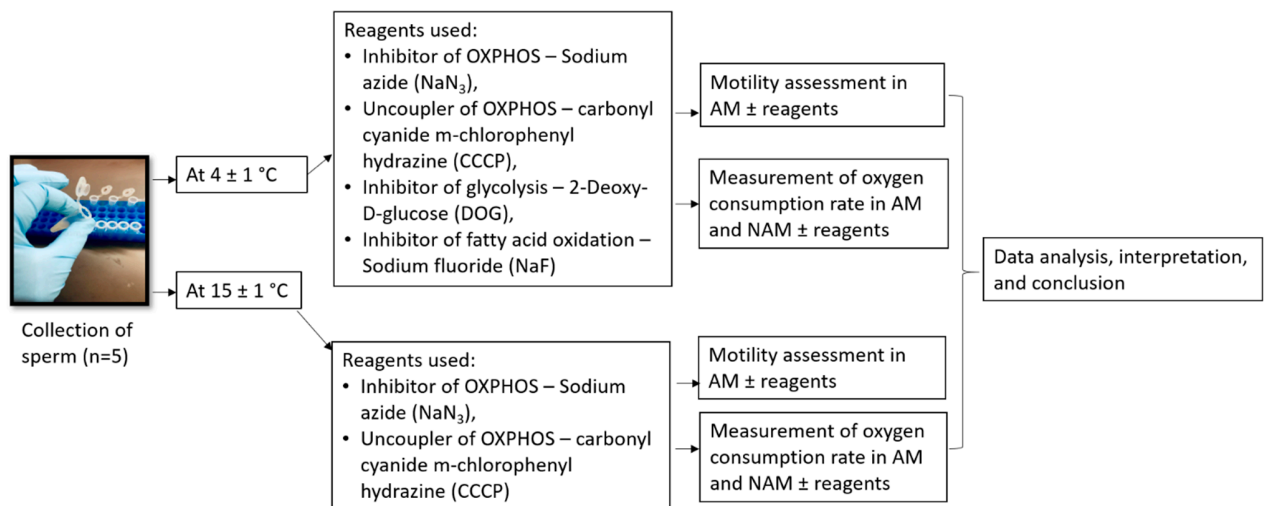 Collection of
sperm (n=5)
At 4 ± 1 °C
Reagents used:
• Inhibitor of OXPHOS – Sodium
azide (NaN₃),
• Uncoupler of OXPHOS – carbonyl
cyanide m-chlorophenyl
hydrazine (CCCP),
• Inhibitor of glycolysis – 2-Deoxy-
D-glucose (DOG),
• Inhibitor of fatty acid oxidation –
Sodium fluoride (NaF)
Motility assessment in
AM ± reagents
Measurement of oxygen
consumption rate in AM
and NAM ± reagents
At 15 ± 1 °C
Reagents used:
• Inhibitor of OXPHOS – Sodium
azide (NaN₃),
• Uncoupler of OXPHOS – carbonyl
cyanide m-chlorophenyl
hydrazine (CCCP)
Motility assessment in
AM ± reagents
Measurement of oxygen
consumption rate in AM
and NAM ± reagents
Data analysis, interpretation,
and conclusion